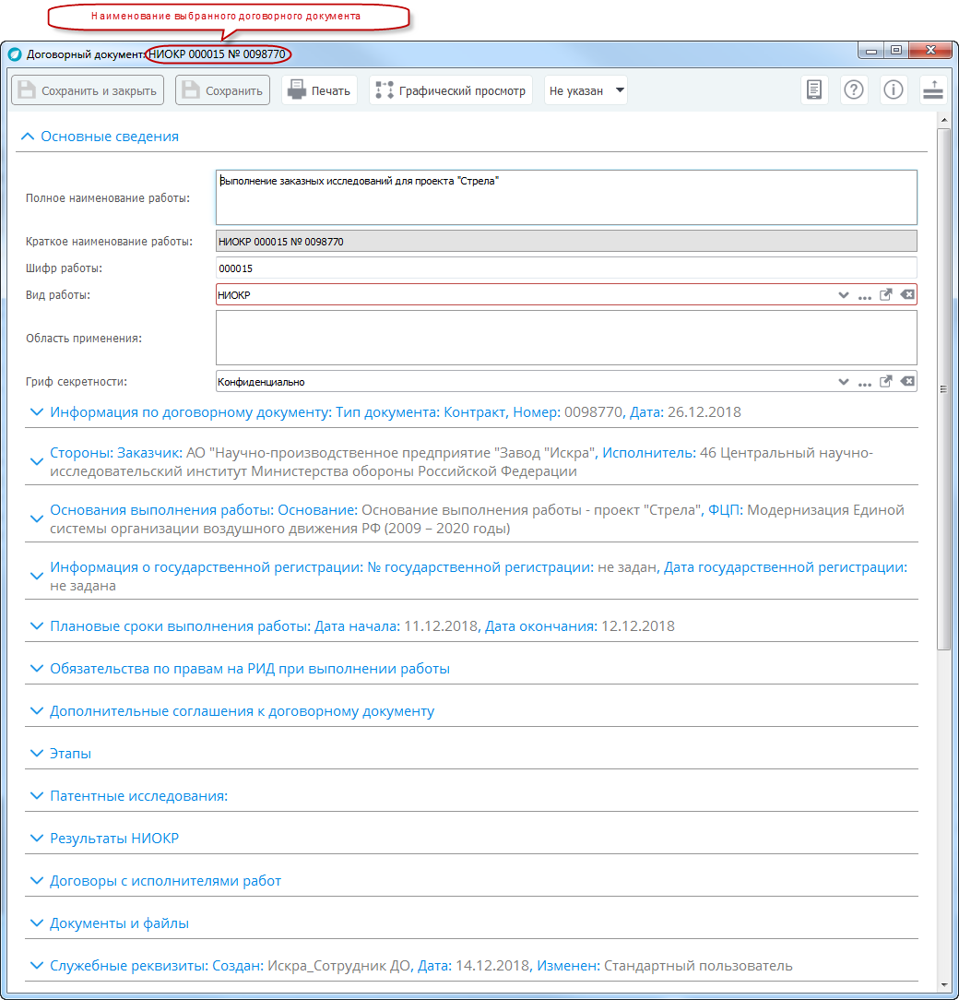 Наименование выбранного договорного документа
Договорный документ: НИОКР 000015 № 0098770
Сохранить и закрыть
Сохранить
Печать
Графический просмотр
Не указан
Основные сведения
Полное наименование работы:
Выполнение заказных исследований для проекта "Стрела"
Краткое наименование работы:
НИОКР 000015 № 0098770
Шифр работы:
000015
Вид работы:
НИОКР
Область применения:
Гриф секретности:
Конфиденциально
Информация по договорному документу: Тип документа: Контракт, Номер: 0098770, Дата: 26.12.2018
Стороны: Заказчик: АО "Научно-производственное предприятие "Завод "Искра", Исполнитель: 46 Центральный научно-
исследовательский институт Министерства обороны Российской Федерации
Основания выполнения работы: Основание: Основание выполнения работы - проект "Стрела", ФЦП: Модернизация Единой
системы организации воздушного движения РФ (2009 – 2020 годы)
Информация о государственной регистрации: № государственной регистрации: не задан, Дата государственной регистрации:
не задана
Плановые сроки выполнения работы: Дата начала: 11.12.2018, Дата окончания: 12.12.2018
Обязательства по правам на РИД при выполнении работы
Дополнительные соглашения к договорному документу
Этапы
Патентные исследования:
Результаты НИОКР
Договоры с исполнителями работ
Документы и файлы
Служебные реквизиты: Создан: Искра_Сотрудник ДО, Дата: 14.12.2018, Изменен: Стандартный пользователь